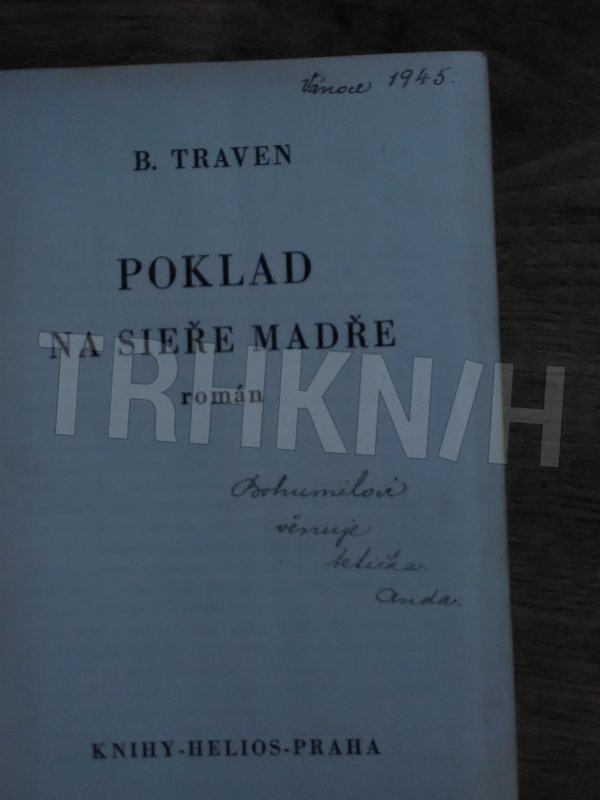 Vánoce 1945.
B. TRAVEN
POKLAD
NA SIEŘE MADŘE
román
TRHKNIH
Bohumilovi
věnuje
tetička
Anda.
KNIHY-HELIOS-PRAHA